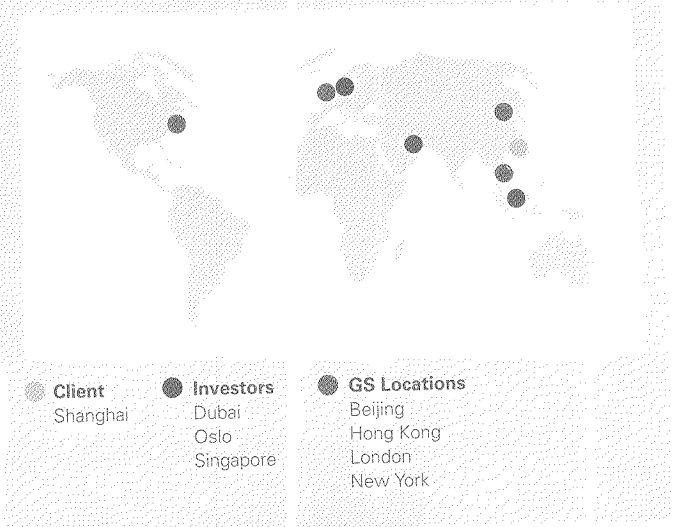 Client
Shanghai
Investors
Dubai
Oslo
Singapore
GS Locations
Beijing
Hong Kong
London
New York